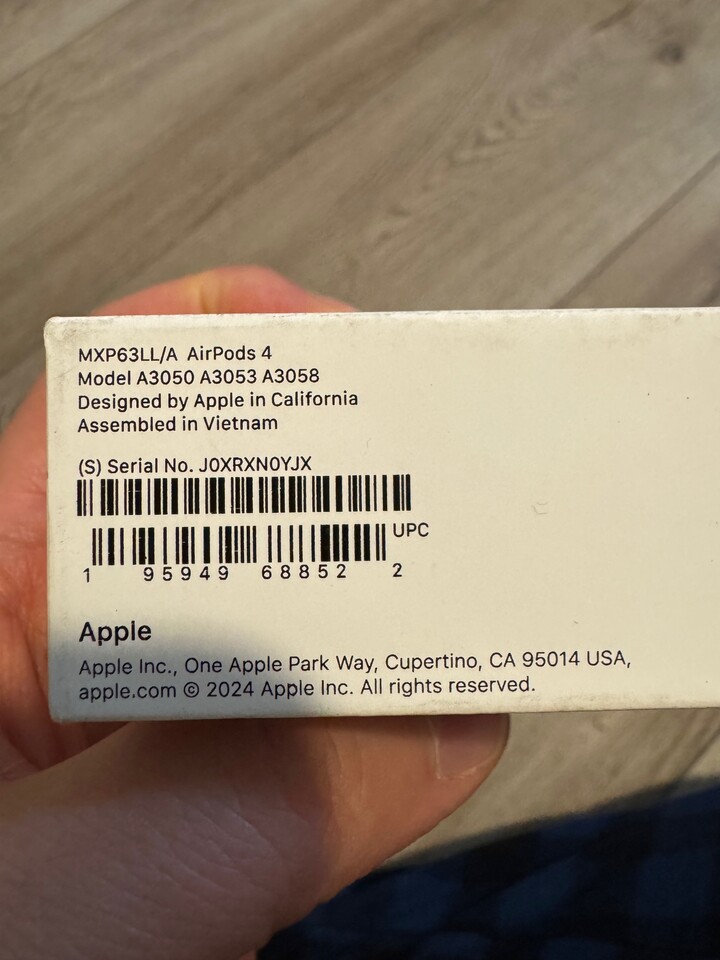 MXP63LL/A AirPods 4
Model A3050 A3053 A3058
Designed by Apple in California
Assembled in Vietnam
(S) Serial No. J0XRXN0YJX
UPC
1 95949 68852 2
Apple
Apple Inc., One Apple Park Way, Cupertino, CA 95014 USA,
apple.com © 2024 Apple Inc. All rights reserved.